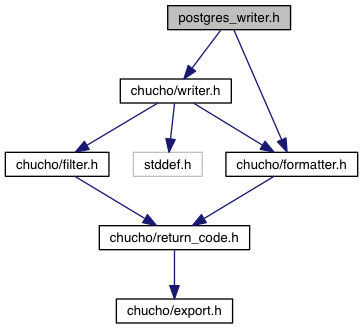 postgres_writer.h
chucho/writer.h
chucho/filter.h
stddef.h
chucho/formatter.h
chucho/return_code.h
chucho/export.h